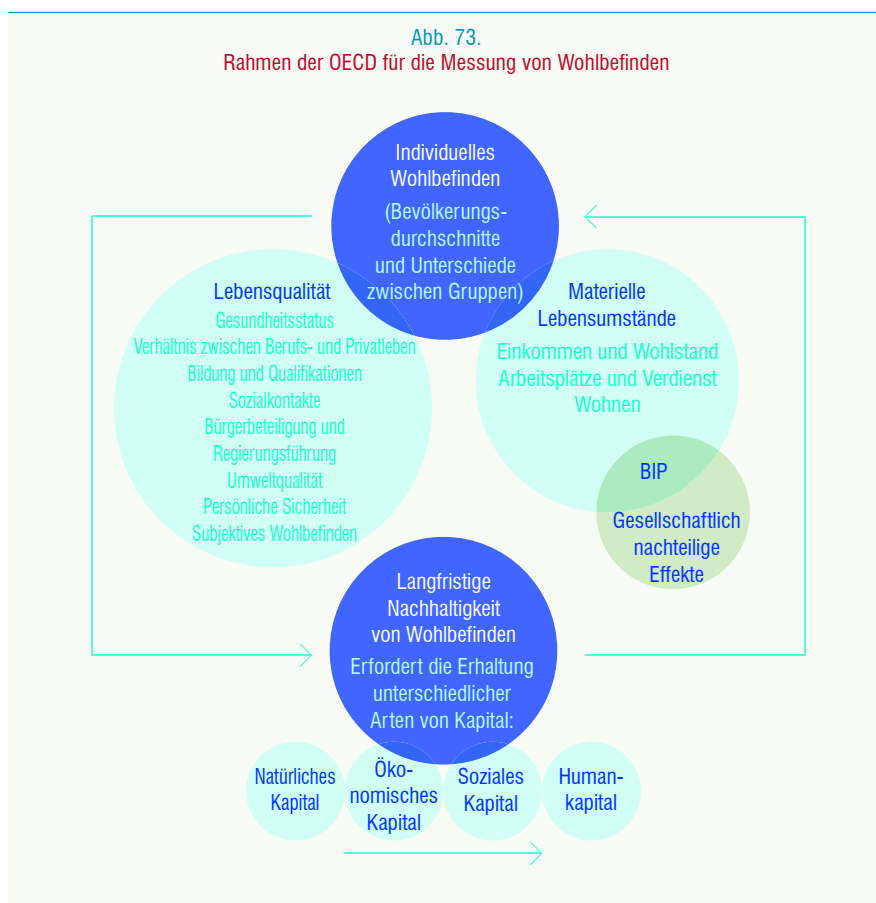 Abb. 73.
Rahmen der OECD für die Messung von Wohlbefinden
Individuelles
Wohlbefinden
(Bevölkerungs-
durchschnitte
und Unterschiede
zwischen Gruppen)
Lebensqualität
Gesundheitsstatus
Verhältnis zwischen Berufs- und Privatleben
Bildung und Qualifikationen
Sozialkontakte
Bürgerbeteiligung und
Regierungsführung
Umweltqualität
Persönliche Sicherheit
Subjektives Wohlbefinden
Materielle
Lebensumstände
Einkommen und Wohlstand
Arbeitsplätze und Verdienst
Wohnen
BIP
Gesellschaftlich
nachteilige
Effekte
Langfristige
Nachhaltigkeit
von Wohlbefinden
Erfordert die Erhaltung
unterschiedlicher
Arten von Kapital:
Natürliches
Kapital
Öko-
nomisches
Kapital
Soziales
Kapital
Human-
kapital